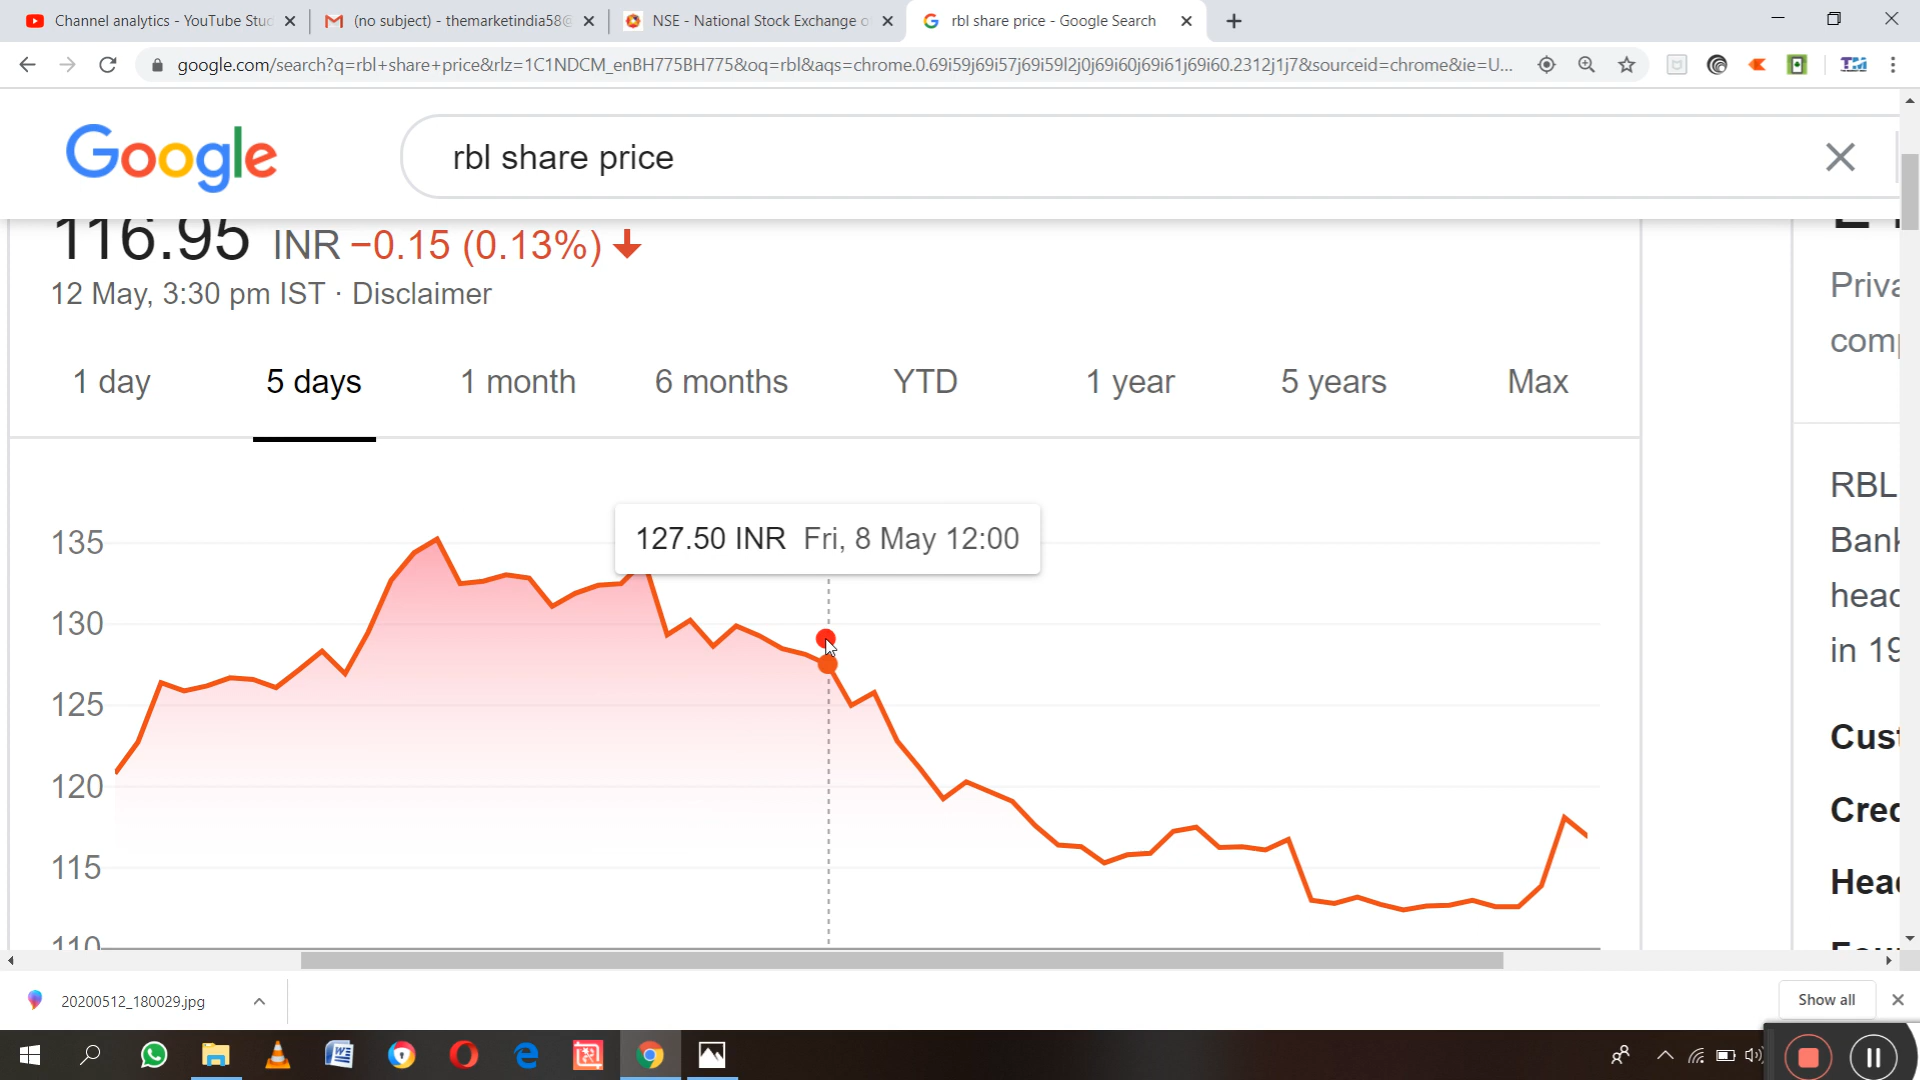 Channel analytics - YouTube Stu
(no subject) - themarketindia58@
NSE - National Stock Exchange o
rbl share price - Google Search
google.com/search?q=rbl+share+price&rlz=1C1NDCM_enBH775BH775&oq=rbl&aqs=chrome.0.69i59j69i57j69i59l2j0j69i60j69i61j69i60.2312j1j7&sourceid=chrome&ie=U...
Google
rbl share price
116.95 INR −0.15 (0.13%)
12 May, 3:30 pm IST · Disclaimer
1 day 5 days 1 month 6 months YTD 1 year 5 years Max
127.50 INR Fri, 8 May 12:00
135
130
125
120
115
110
Priva
comp
RBL
Bank
head
in 19
Cust
Cred
Head
20200512_180029.jpg
Show all